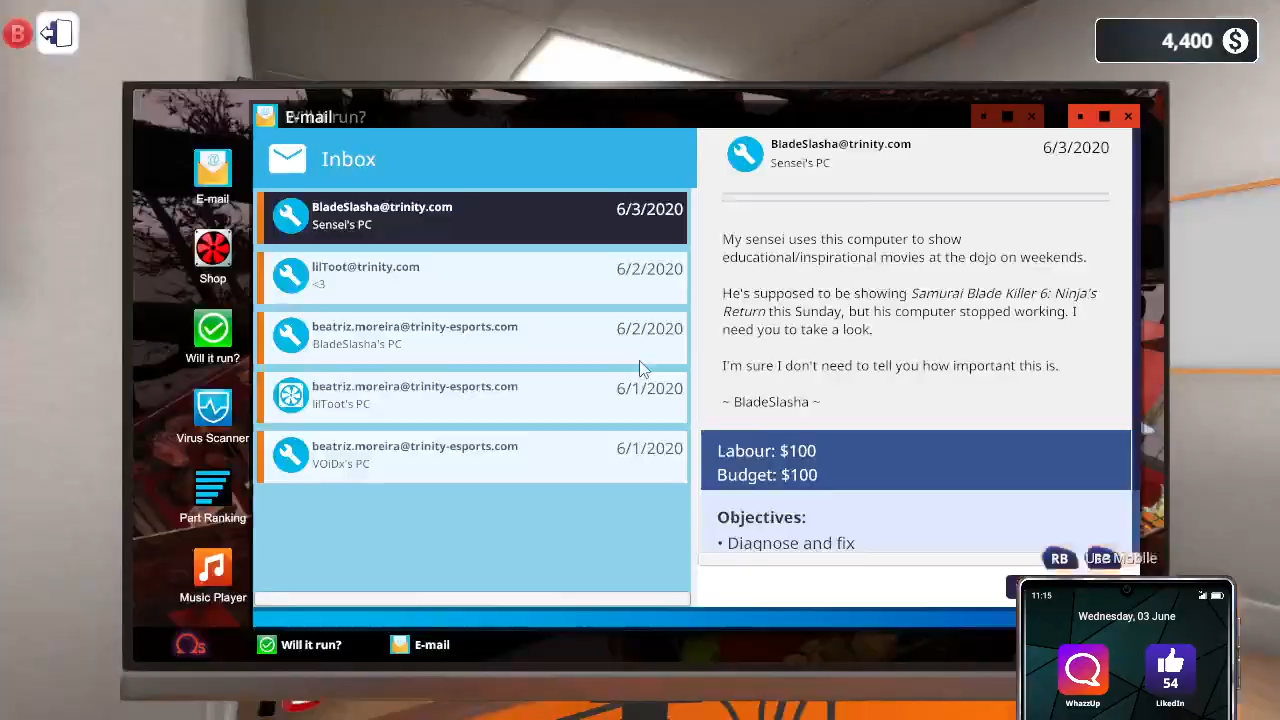 B
4,400 $
E-mail
Will it run?
Inbox
BladeSlasha@trinity.com
6/3/2020
Sensei's PC
lilToot@trinity.com
6/2/2020
<3
beatriz.moreira@trinity-esports.com
6/2/2020
BladeSlasha's PC
beatriz.moreira@trinity-esports.com
6/1/2020
lilToot's PC
beatriz.moreira@trinity-esports.com
6/1/2020
VOiDx's PC
BladeSlasha@trinity.com
6/3/2020
Sensei's PC
My sensei uses this computer to show
educational/inspirational movies at the dojo on weekends.
He's supposed to be showing Samurai Blade Killer 6: Ninja's
Return this Sunday, but his computer stopped working. I
need you to take a look.
I'm sure I don't need to tell you how important this is.
~ BladeSlasha ~
Labour: $100
Budget: $100
Objectives:
• Diagnose and fix
E-mail
Shop
Will it run?
Virus Scanner
Part Ranking
Music Player
Ωs
Will it run?
E-mail
RB
Mobile
11:15
Wednesday, 03 June
54
WhazzUp
LikedIn